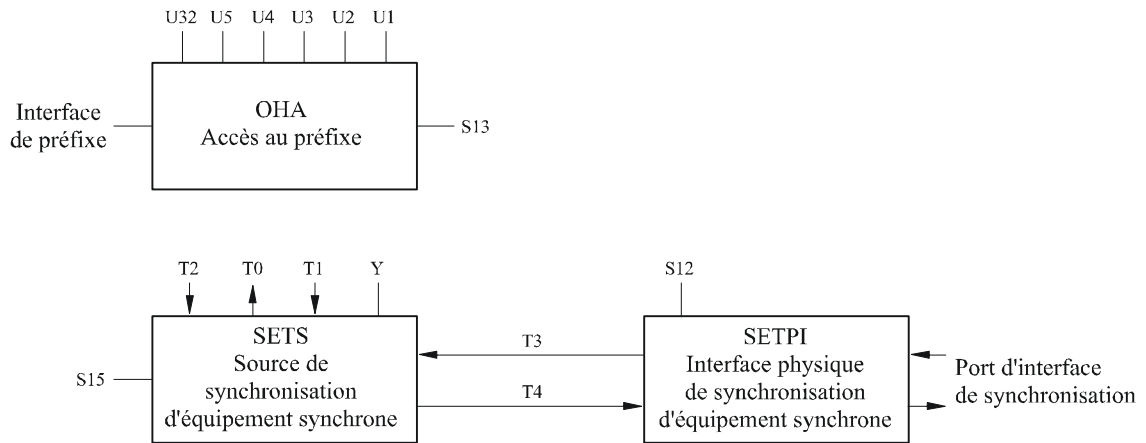 U32 U5 U4 U3 U2 U1
OHA
Accès au préfixe
Interface
de préfixe
S13
T2 T0 T1 Y
S12
SETS
Source de
synchronisation
d'équipement synchrone
S15
T3
T4
SETPI
Interface physique
de synchronisation
d'équipement synchrone
Port d'interface
de synchronisation